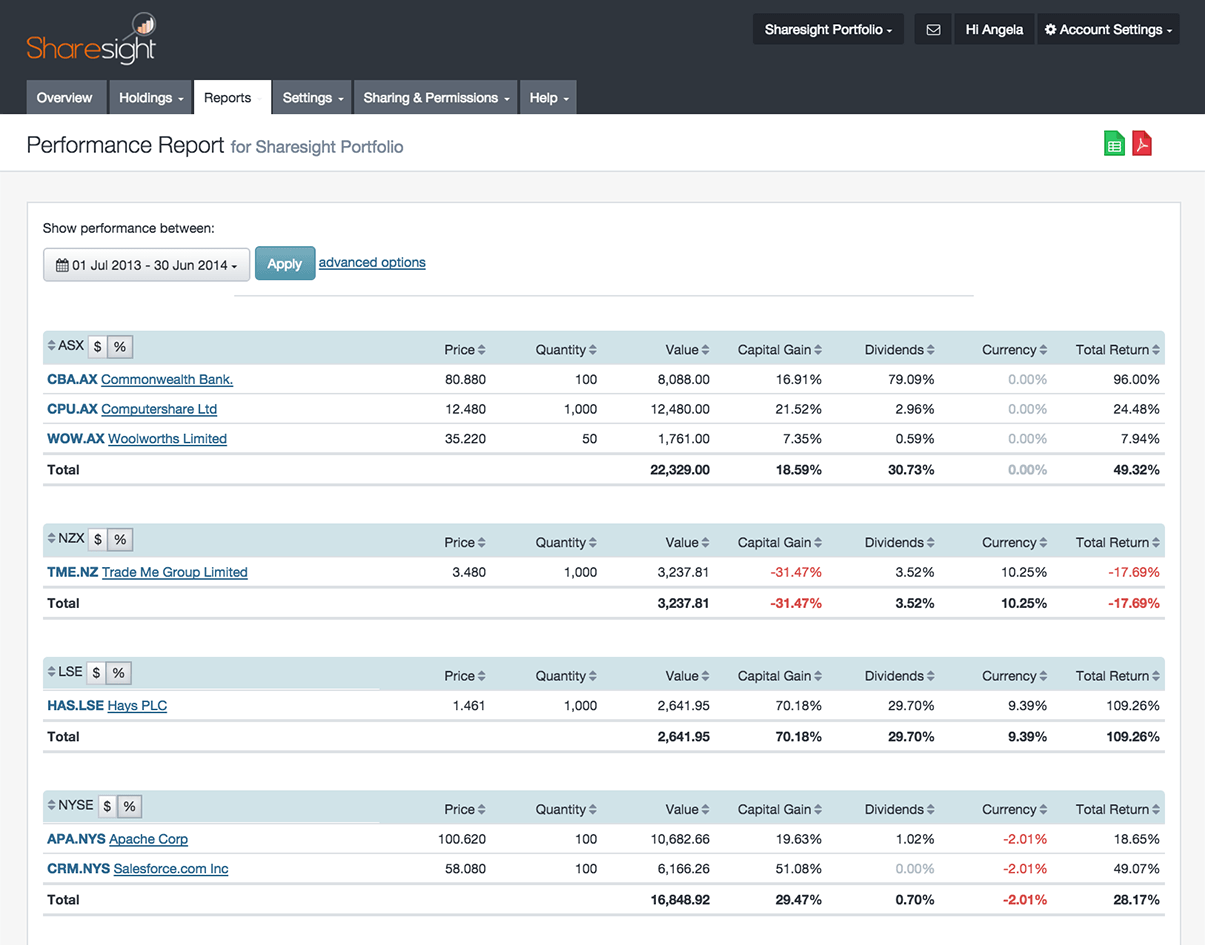 Sharesight
Sharesight Portfolio Hi Angela Account Settings
Overview Holdings Reports Settings Sharing & Permissions Help
Performance Report for Sharesight Portfolio
Show performance between:
01 Jul 2013 - 30 Jun 2014 Apply advanced options
ASX $ % Price Quantity Value Capital Gain Dividends Currency Total Return
CBA.AX Commonwealth Bank. 80.880 100 8,088.00 16.91% 79.09% 0.00% 96.00%
CPU.AX Computershare Ltd 12.480 1,000 12,480.00 21.52% 2.96% 0.00% 24.48%
WOW.AX Woolworths Limited 35.220 50 1,761.00 7.35% 0.59% 0.00% 7.94%
Total 22,329.00 18.59% 30.73% 0.00% 49.32%
NZX $ % Price Quantity Value Capital Gain Dividends Currency Total Return
TME.NZ Trade Me Group Limited 3.480 1,000 3,237.81 -31.47% 3.52% 10.25% -17.69%
Total 3,237.81 -31.47% 3.52% 10.25% -17.69%
LSE $ % Price Quantity Value Capital Gain Dividends Currency Total Return
HAS.LSE Hays PLC 1.461 1,000 2,641.95 70.18% 29.70% 9.39% 109.26%
Total 2,641.95 70.18% 29.70% 9.39% 109.26%
NYSE $ % Price Quantity Value Capital Gain Dividends Currency Total Return
APA.NYS Apache Corp 100.620 100 10,682.66 19.63% 1.02% -2.01% 18.65%
CRM.NYS Salesforce.com Inc 58.080 100 6,166.26 51.08% 0.00% -2.01% 49.07%
Total 16,848.92 29.47% 0.70% -2.01% 28.17%